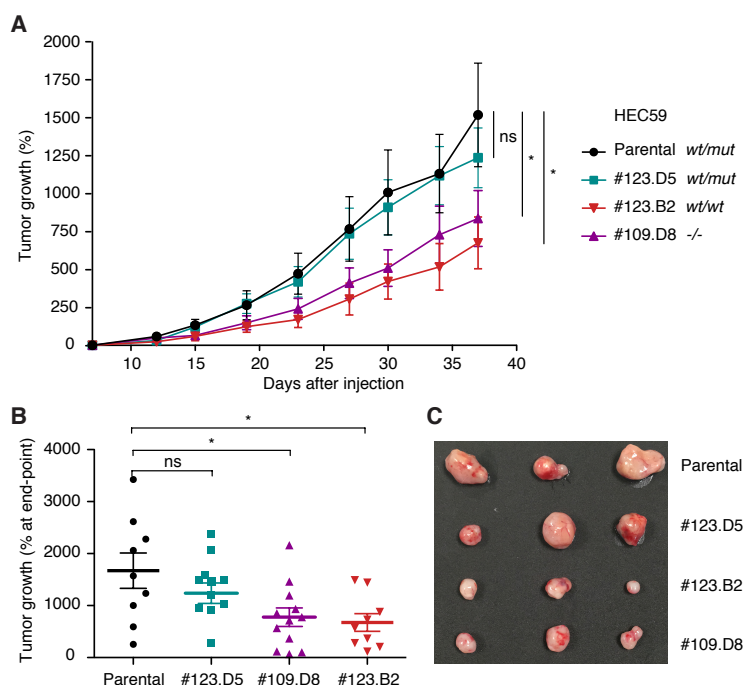 A
2000
1750
1500
1250
1000
750
500
250
0
Tumor growth (%)
10 15 20 25 30 35 40
Days after injection
ns
*
*
HEC59
Parental wt/mut
#123.D5 wt/mut
#123.B2 wt/wt
#109.D8 -/-
B
*
*
ns
4000
3000
2000
1000
0
Tumor growth (% at end-point)
Parental #123.D5 #109.D8 #123.B2
C
Parental
#123.D5
#123.B2
#109.D8